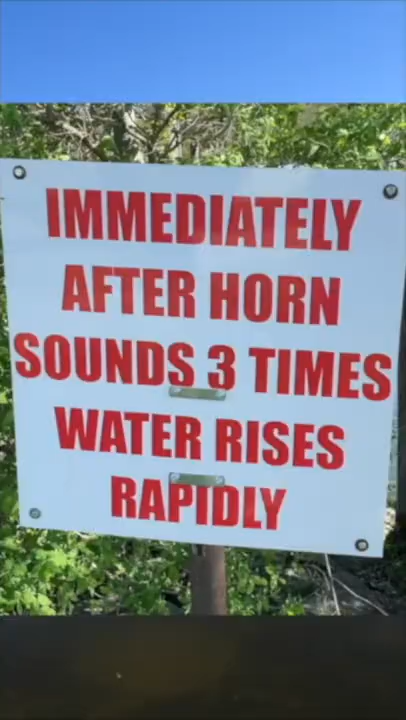 IMMEDIATELY
AFTER HORN
SOUNDS 3 TIMES
WATER RISES
RAPIDLY